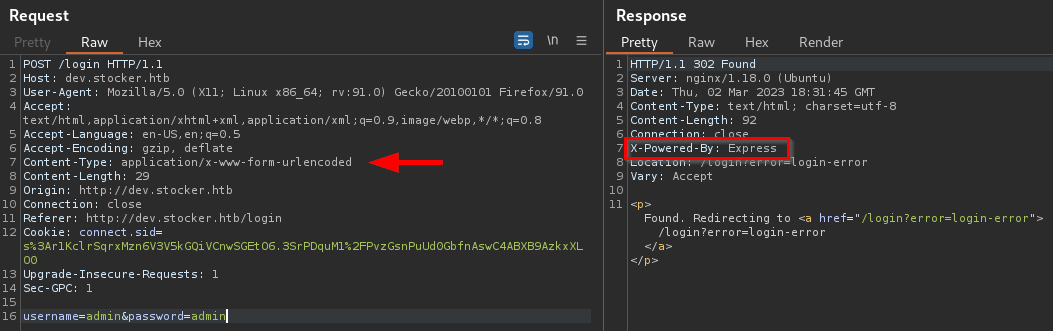 Request
Pretty Raw Hex \n
1 POST /login HTTP/1.1
2 Host: dev.stocker.htb
3 User-Agent: Mozilla/5.0 (X11; Linux x86_64; rv:91.0) Gecko/20100101 Firefox/91.0
4 Accept:
text/html,application/xhtml+xml,application/xml;q=0.9,image/webp,*/*;q=0.8
5 Accept-Language: en-US,en;q=0.5
6 Accept-Encoding: gzip, deflate
7 Content-Type: application/x-www-form-urlencoded
8 Content-Length: 29
9 Origin: http://dev.stocker.htb
10 Connection: close
11 Referer: http://dev.stocker.htb/login
12 Cookie: connect.sid=
s%3Ar1KclrSqrxMzn6V3V5kGQiVCnwSGEtO6.3SrPDquM1%2FPvzGsnPuUdOGbfnAswC4ABXB9AzkxXL
OO
13 Upgrade-Insecure-Requests: 1
14 Sec-GPC: 1
15
16 username=admin&password=admin
Response
Pretty Raw Hex Render
1 HTTP/1.1 302 Found
2 Server: nginx/1.18.0 (Ubuntu)
3 Date: Thu, 02 Mar 2023 18:31:45 GMT
4 Content-Type: text/html; charset=utf-8
5 Content-Length: 92
6 Connection: close
7 X-Powered-By: Express
8 Location: /login?error=login-error
9 Vary: Accept
10
11 <p>
Found. Redirecting to <a href="/login?error=login-error">
/login?error=login-error
</a>
</p>